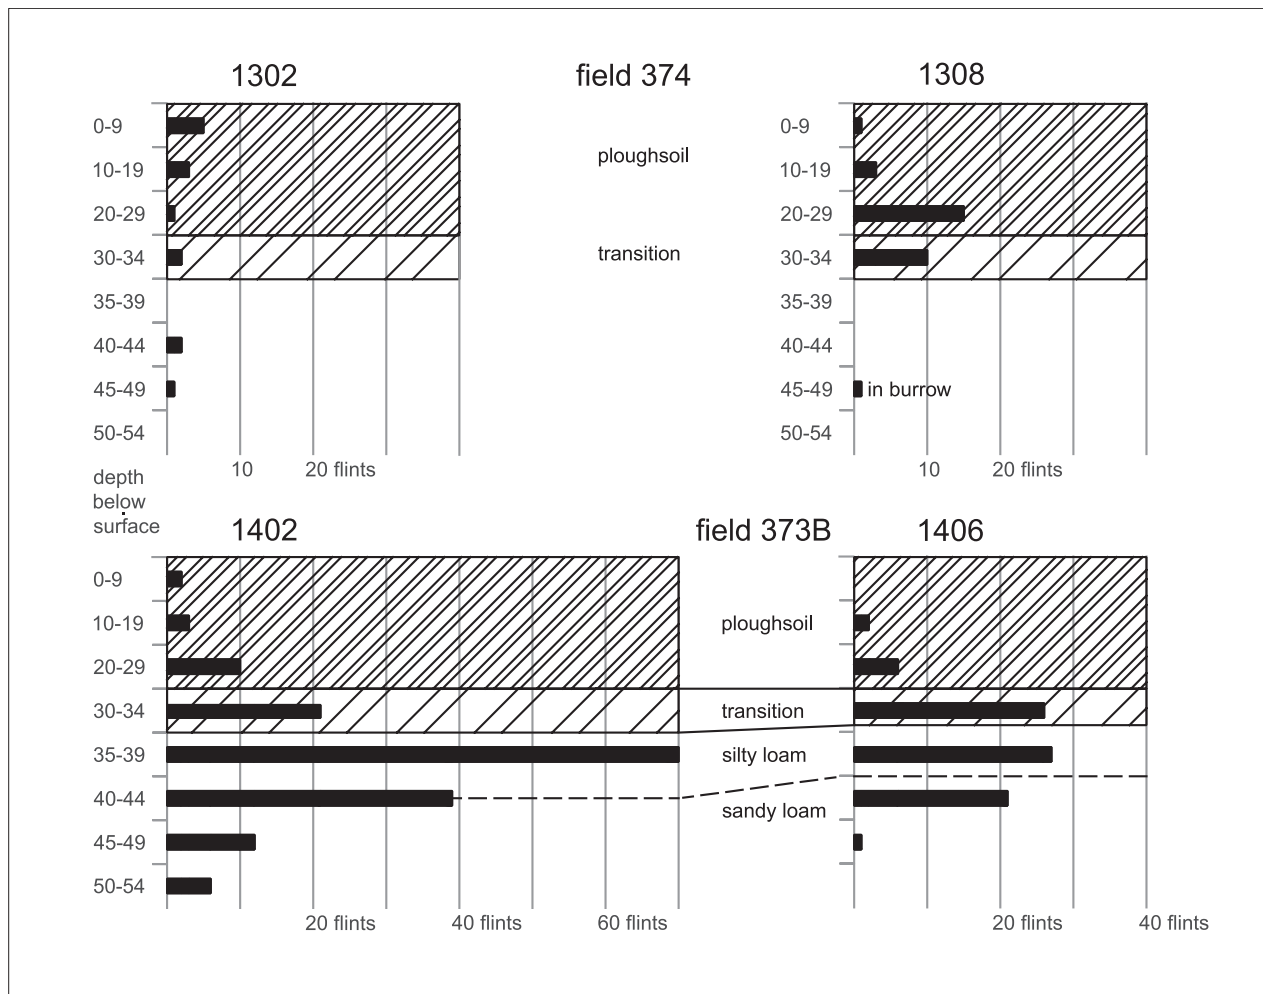 1302
field 374
1308
0-9
10-19
20-29
30-34
35-39
40-44
45-49
50-54
ploughsoil
transition
0-9
10-19
20-29
30-34
35-39
40-44
45-49
50-54
in burrow
10
20 flints
10
20 flints
depth
below
surface
1402
field 373B
1406
0-9
10-19
20-29
30-34
35-39
40-44
45-49
50-54
ploughsoil
transition
silty loam
sandy loam
20 flints
40 flints
60 flints
20 flints
40 flints